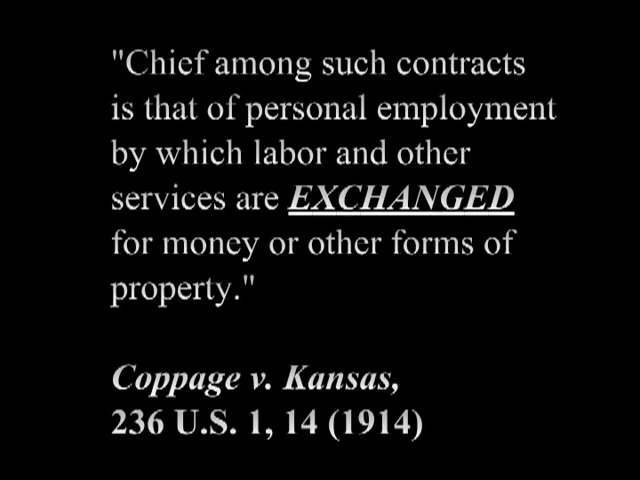 "Chief among such contracts
is that of personal employment
by which labor and other
services are EXCHANGED
for money or other forms of
property."
Coppage v. Kansas,
236 U.S. 1, 14 (1914)